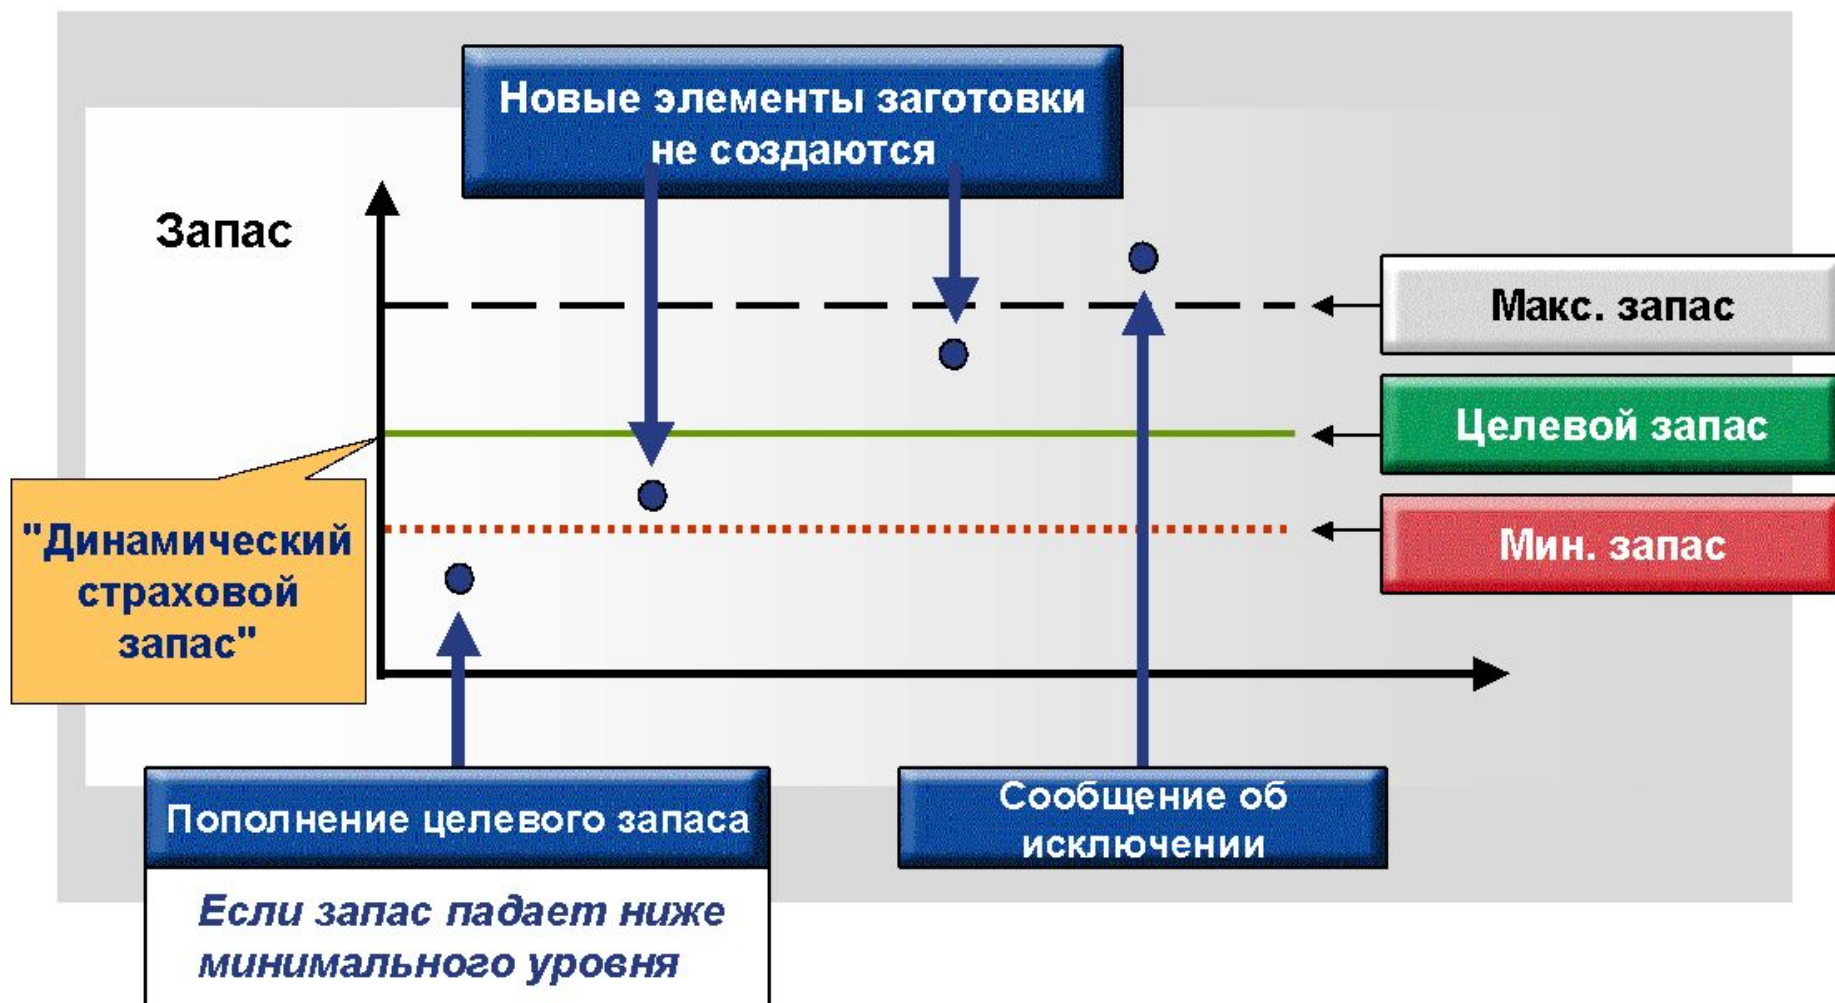 Новые элементы заготовки
не создаются
Запас
Макс. запас
Целевой запас
Мин. запас
"Динамический
страховой
запас"
Пополнение целевого запаса
Если запас падает ниже
минимального уровня
Сообщение об
исключении